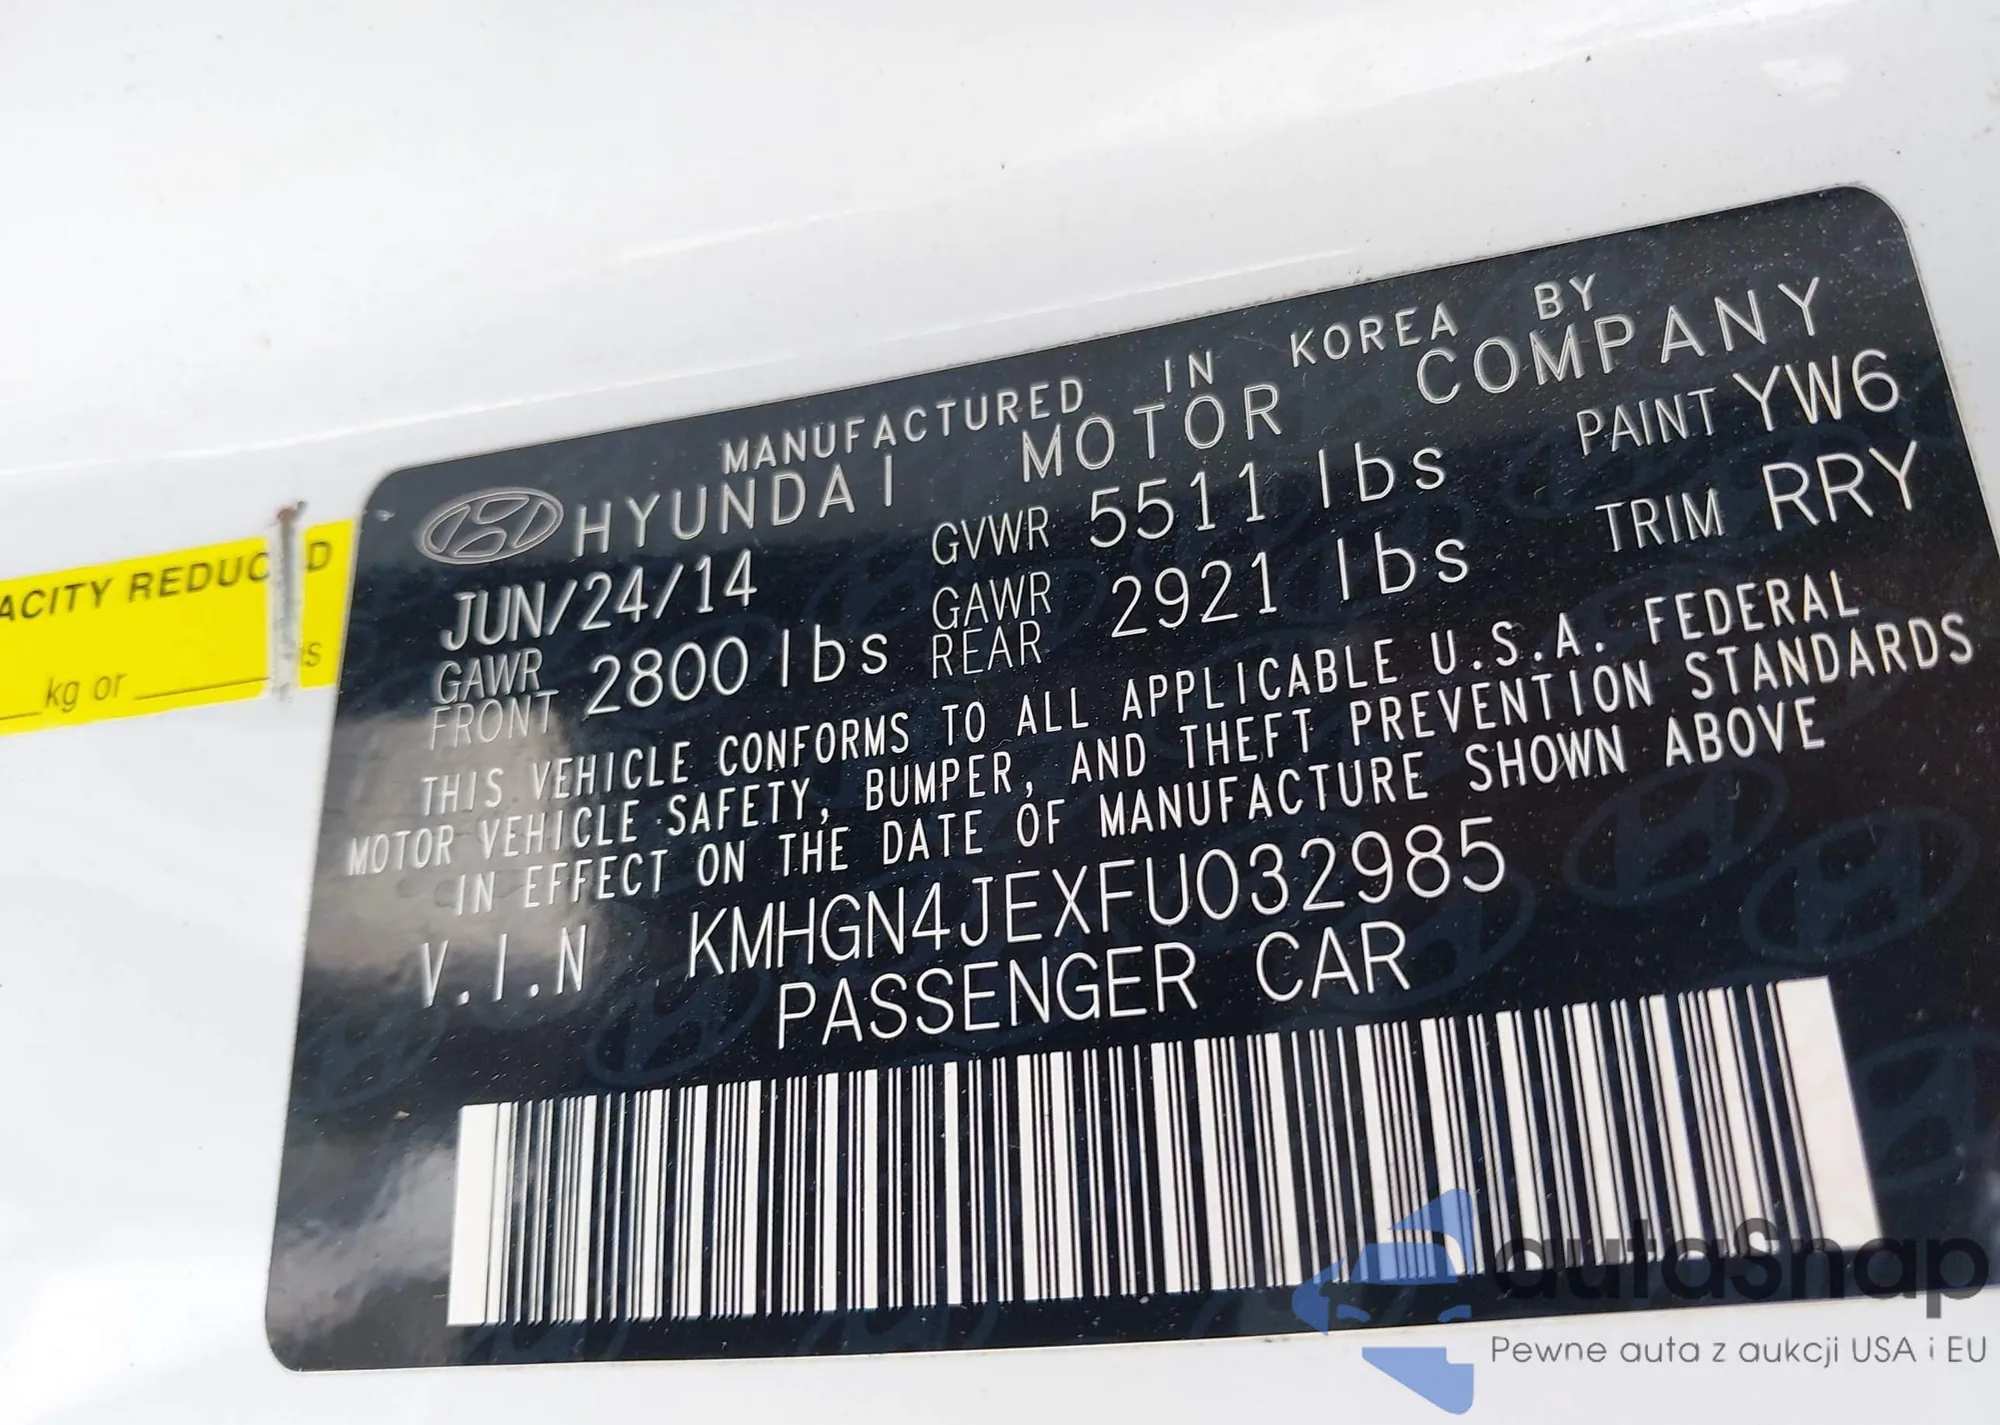 MANUFACTURED IN KOREA BY
HYUNDAI MOTOR COMPANY
JUN/24/14 GVWR 5511 lbs PAINT YW6
GAWR FRONT 2800 lbs GAWR REAR 2921 lbs TRIM RRY
THIS VEHICLE CONFORMS TO ALL APPLICABLE U.S.A. FEDERAL
MOTOR VEHICLE SAFETY, BUMPER, AND THEFT PREVENTION STANDARDS
IN EFFECT ON THE DATE OF MANUFACTURE SHOWN ABOVE
V.I.N KMHGN4JEXFU032985
PASSENGER CAR
ACITY REDUCED
kg or
autaSnap
Pewne auta z aukcji USA i EU